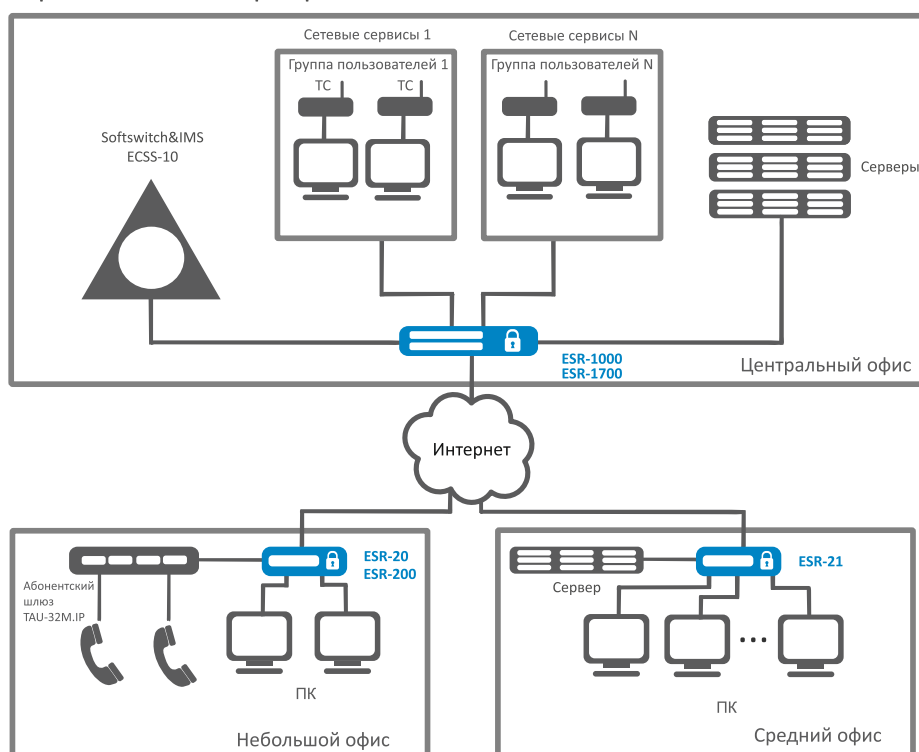 Сетевые сервисы 1
Сетевые сервисы N
Группа пользователей 1
Группа пользователей N
ТС
ТС
Softswitch&IMS
ECSS-10
Серверы
ESR-1000
ESR-1700
Центральный офис
Интернет
ESR-20
ESR-200
Абонентский
шлюз
TAU-32M.IP
ПК
Небольшой офис
Сервер
ESR-21
...
ПК
Средний офис